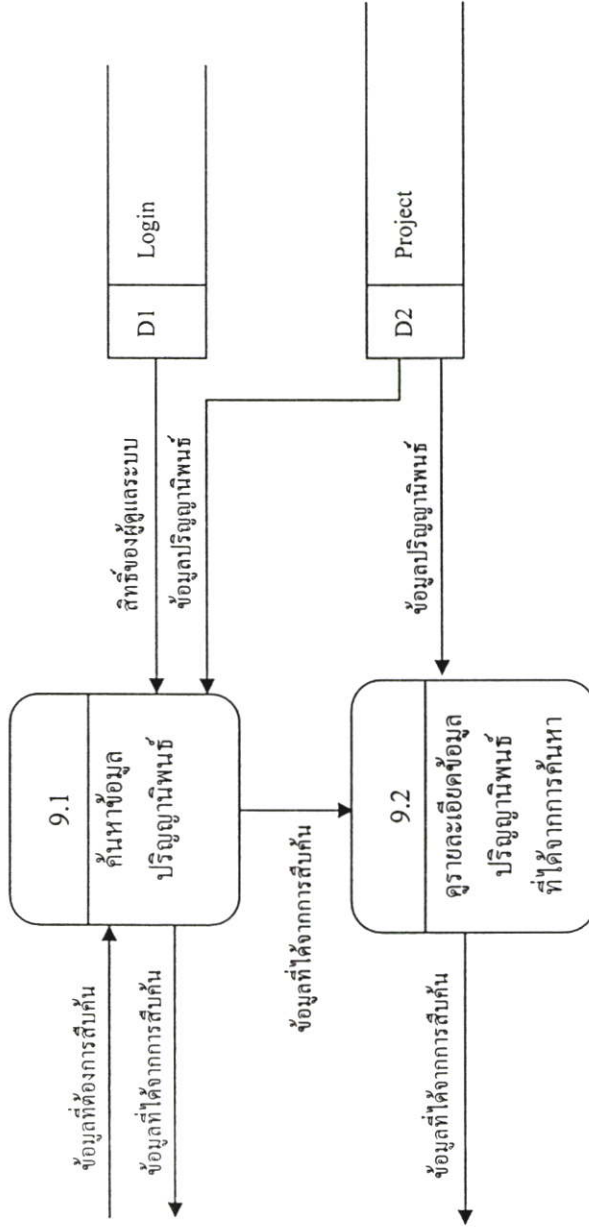 ข้อมูลที่ต้องการสืบค้น
ข้อมูลที่ได้จากการสืบค้น
9.1
ค้นหาข้อมูล
ปริญญานิพนธ์
สิทธิ์ของผู้ดูแลระบบ
ข้อมูลปริญญานิพนธ์
D1
Login
ข้อมูลที่ได้จากการสืบค้น
ข้อมูลที่ได้จากการสืบค้น
9.2
ดูรายละเอียดข้อมูล
ปริญญานิพนธ์
ที่ได้จากการค้นหา
ข้อมูลปริญญานิพนธ์
D2
Project